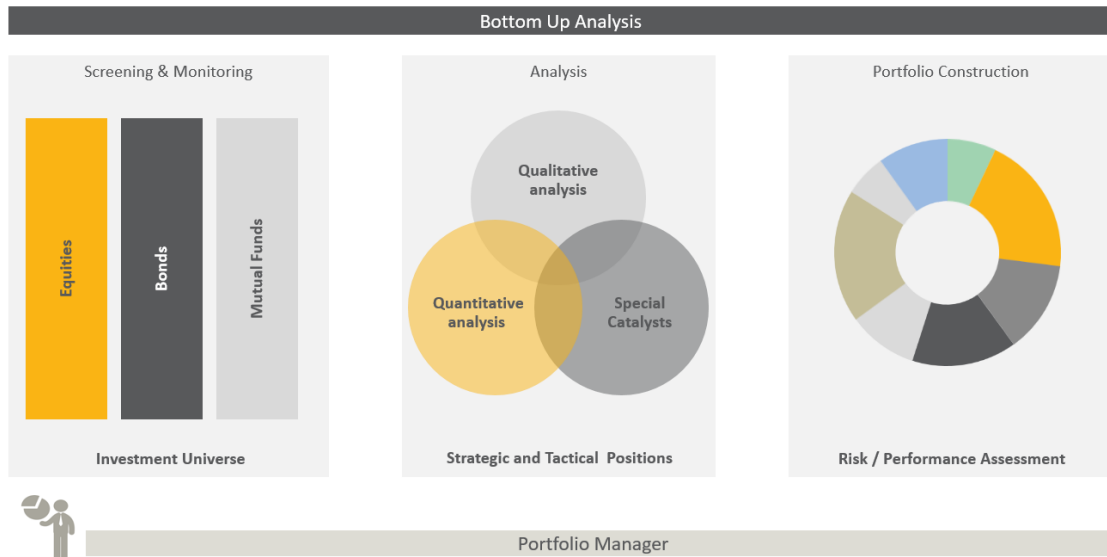 Bottom Up Analysis
Screening & Monitoring
Equities
Bonds
Mutual Funds
Investment Universe
Analysis
Qualitative
analysis
Quantitative
analysis
Special
Catalysts
Strategic and Tactical Positions
Portfolio Construction
Risk / Performance Assessment
Portfolio Manager